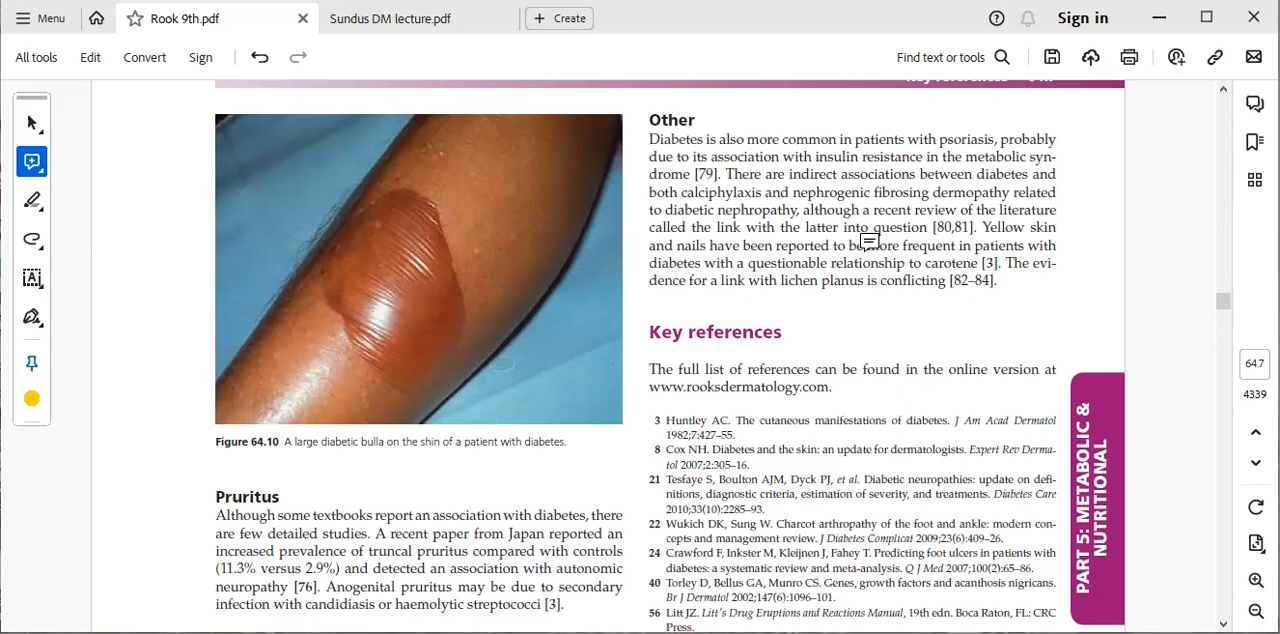 Menu
Rook 9th.pdf
Sundus DM lecture.pdf
Create
Sign in
All tools
Edit
Convert
Sign
Find text or tools
Figure 64.10 A large diabetic bulla on the shin of a patient with diabetes.
Pruritus
Although some textbooks report an association with diabetes, there
are few detailed studies. A recent paper from Japan reported an
increased prevalence of truncal pruritus compared with controls
(11.3% versus 2.9%) and detected an association with autonomic
neuropathy [76]. Anogenital pruritus may be due to secondary
infection with candidiasis or haemolytic streptococci [3].
Other
Diabetes is also more common in patients with psoriasis, probably
due to its association with insulin resistance in the metabolic syn-
drome [79]. There are indirect associations between diabetes and
both calciphylaxis and nephrogenic fibrosing dermopathy related
to diabetic nephropathy, although a recent review of the literature
called the link with the latter into question [80,81]. Yellow skin
and nails have been reported to be more frequent in patients with
diabetes with a questionable relationship to carotene [3]. The evi-
dence for a link with lichen planus is conflicting [82–84].
Key references
The full list of references can be found in the online version at
www.rooksdermatology.com.
3 Huntley AC. The cutaneous manifestations of diabetes. J Am Acad Dermatol
1982;7:427–55.
8 Cox NH. Diabetes and the skin: an update for dermatologists. Expert Rev Derma-
tol 2007;2:305–16.
21 Tesfaye S, Boulton AJM, Dyck PJ, et al. Diabetic neuropathies: update on defi-
nitions, diagnostic criteria, estimation of severity, and treatments. Diabetes Care
2010;33(10):2285–93.
22 Wukich DK, Sung W. Charcot arthropathy of the foot and ankle: modern con-
cepts and management review. J Diabetes Complicat 2009;23(6):409–26.
24 Crawford F, Inkster M, Kleijnen J, Fahey T. Predicting foot ulcers in patients with
diabetes: a systematic review and meta-analysis. Q J Med 2007;100(2):65–86.
40 Torley D, Bellus GA, Munro CS. Genes, growth factors and acanthosis nigricans.
Br J Dermatol 2002;147(6):1096–101.
56 Litt JZ. Litt's Drug Eruptions and Reactions Manual, 19th edn. Boca Raton, FL: CRC
Press.
PART 5: METABOLIC &
NUTRITIONAL
64.7
4339